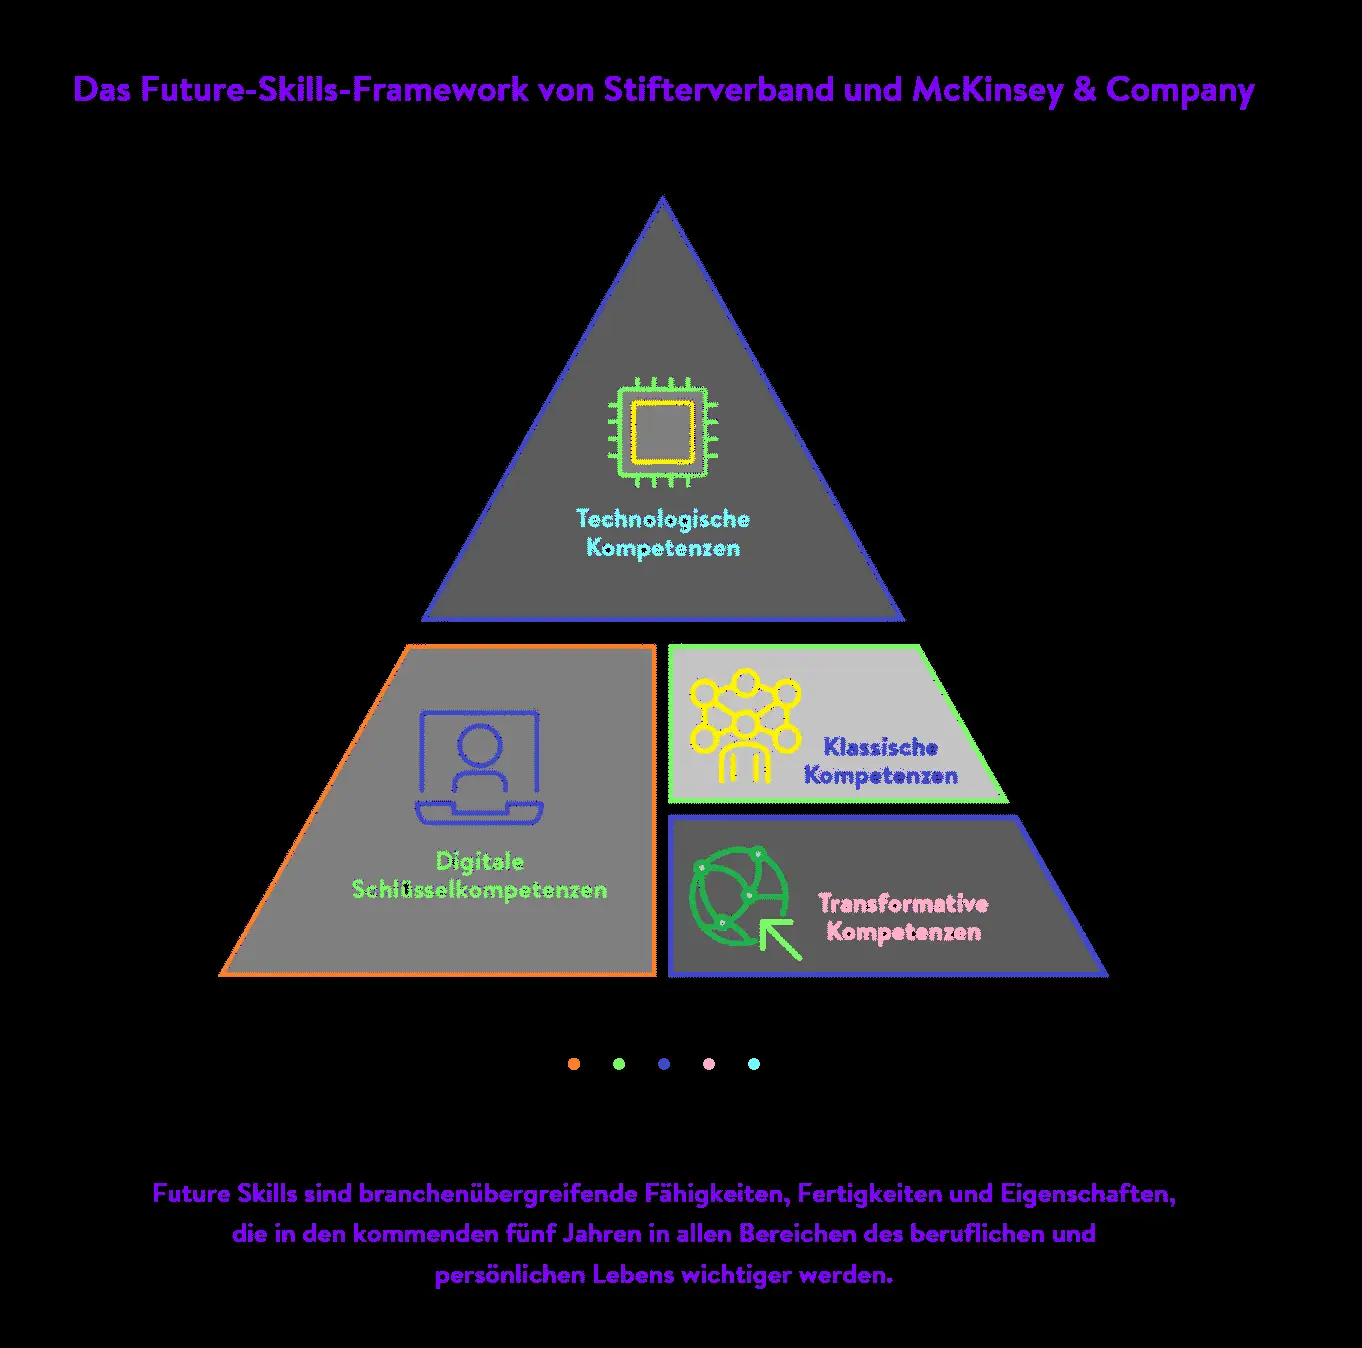 Das Future-Skills-Framework von Stifterverband und McKinsey & Company
Technologische
Kompetenzen
Digitale
Schlüsselkompetenzen
Klassische
Kompetenzen
Transformative
Kompetenzen
Future Skills sind branchenübergreifende Fähigkeiten, Fertigkeiten und Eigenschaften,
die in den kommenden fünf Jahren in allen Bereichen des beruflichen und
persönlichen Lebens wichtiger werden.